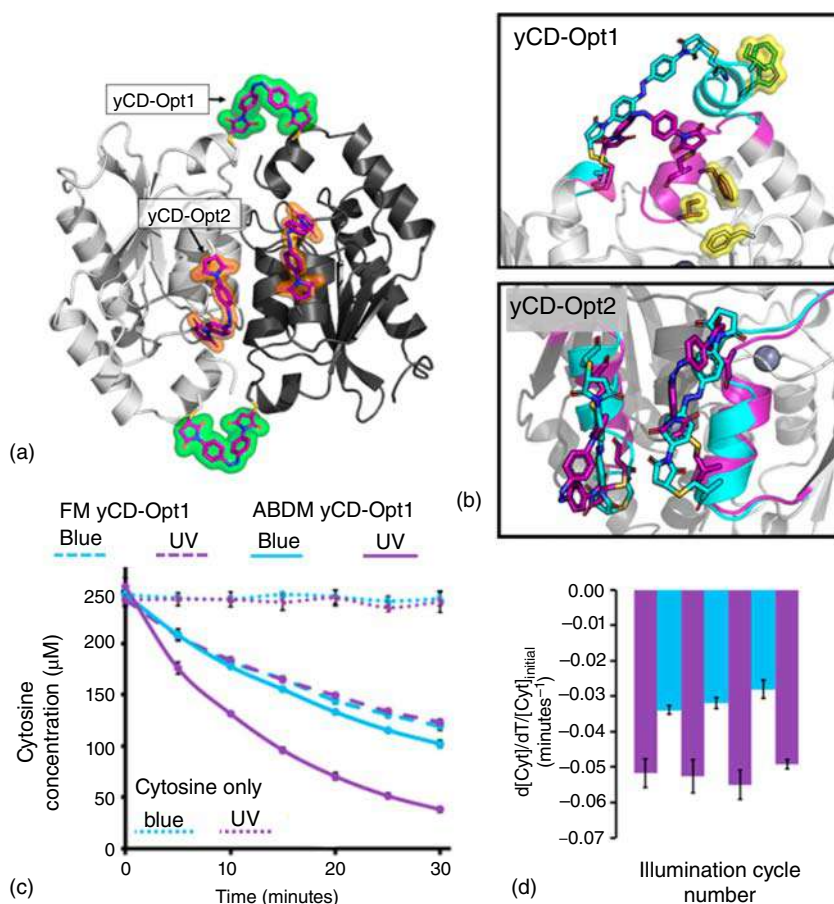 yCD-Opt1
yCD-Opt2
(a)
yCD-Opt1
yCD-Opt2
(b)
FM yCD-Opt1 ABDM yCD-Opt1
Blue UV Blue UV
250
200
150
100
50
0
Cytosine
concentration (μM)
Cytosine only
blue UV
0 10 20 30
Time (minutes)
(c)
0.00
−0.01
−0.02
−0.03
−0.04
−0.05
−0.06
−0.07
d[Cyt]/dT/[Cyt]initial
(minutes−1)
Illumination cycle
number
(d)